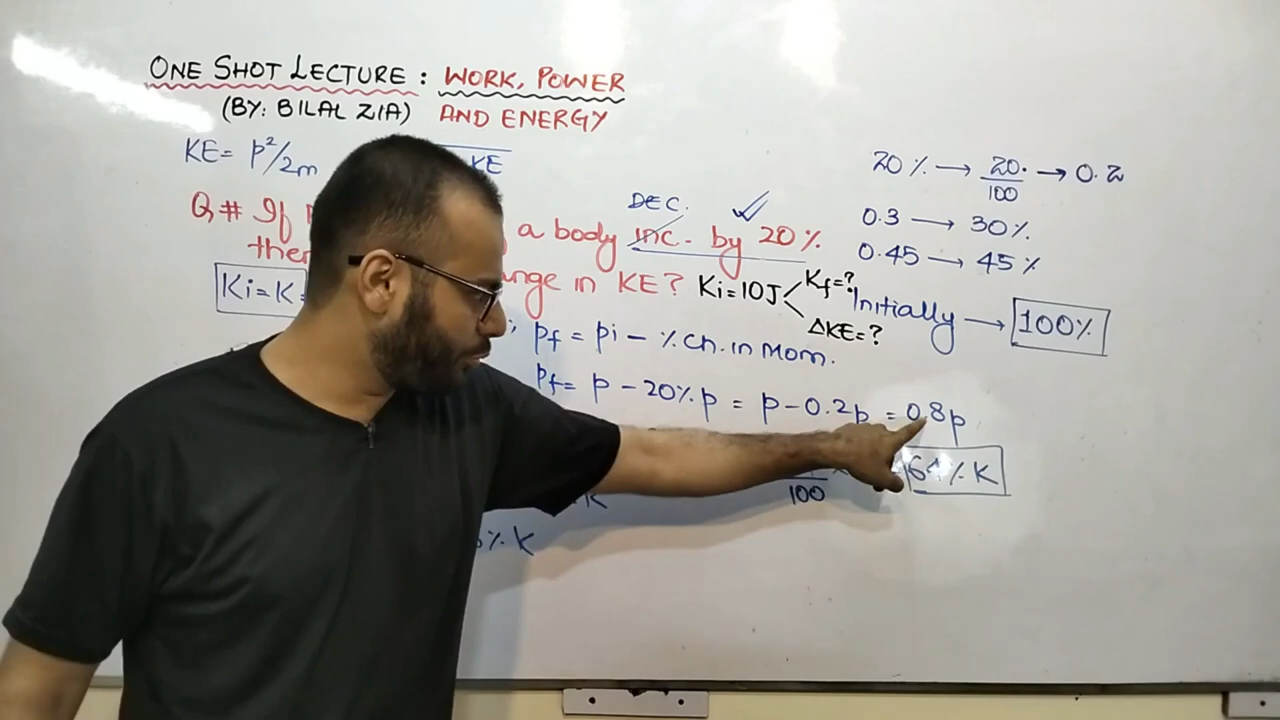 ONE SHOT LECTURE : WORK, POWER
(BY: BILAL ZIA) AND ENERGY
KE= P²/2m KE
20% → 20/100 → 0.2
0.3 → 30%
0.45 → 45%
DEC.
Q# If a body inc. by 20%
in KE? Ki=10J Kf=?
ΔKE=?
Initially → 100%
Ki=K
Pf = Pi - % Ch. in Mom.
Pf = P - 20% P = P - 0.2P = 0.8P
100 64% K
K
% K